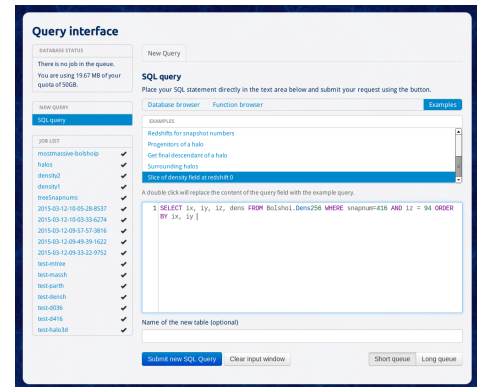 Query interface
DATABASE STATUS
There is no job in the queue.
You are using 19.67 MB of your
quota of 50GB.
NEW QUERY
SQL query
JOB LIST
mostmassive-bolshoip
halos
density2
density1
treeSnapnums
2015-03-12-10-05-28-8537
2015-03-12-10-03-33-6274
2015-03-12-09-57-57-3816
2015-03-12-09-49-39-1622
2015-03-12-09-33-22-9752
test-mtree
test-massh
test-parth
test-densh
test-d036
test-d416
test-halo3d
New Query
SQL query
Place your SQL statement directly in the text area below and submit your request using the button.
Database browser Function browser Examples
EXAMPLES
Redshifts for snapshot numbers
Progenitors of a halo
Get final descendant of a halo
Surrounding halos
Slice of density field at redshift 0
A double click will replace the content of the query field with the example query.
1 SELECT ix, iy, iz, dens FROM Bolshoi.Dens256 WHERE snapnum=416 AND iz = 94 ORDER
BY ix, iy
Name of the new table (optional)
Submit new SQL Query Clear input window Short queue Long queue